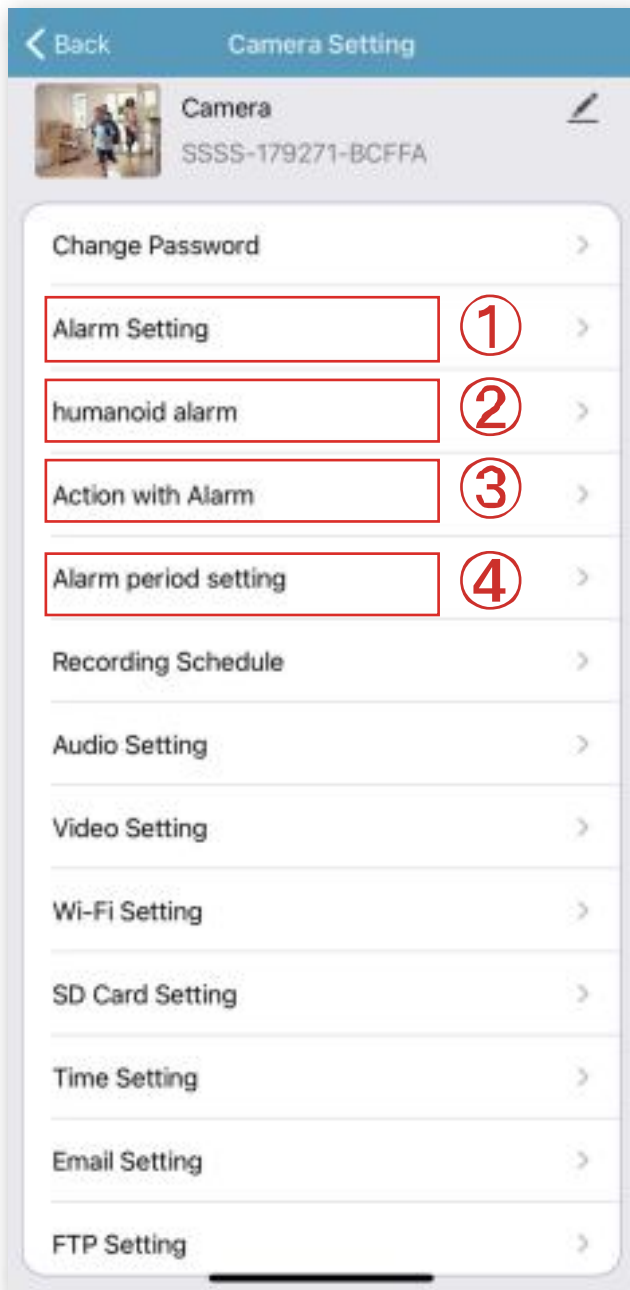 Back Camera Setting
Camera
SSSS-179271-BCFFA
Change Password
Alarm Setting ①
humanoid alarm ②
Action with Alarm ③
Alarm period setting ④
Recording Schedule
Audio Setting
Video Setting
Wi-Fi Setting
SD Card Setting
Time Setting
Email Setting
FTP Setting